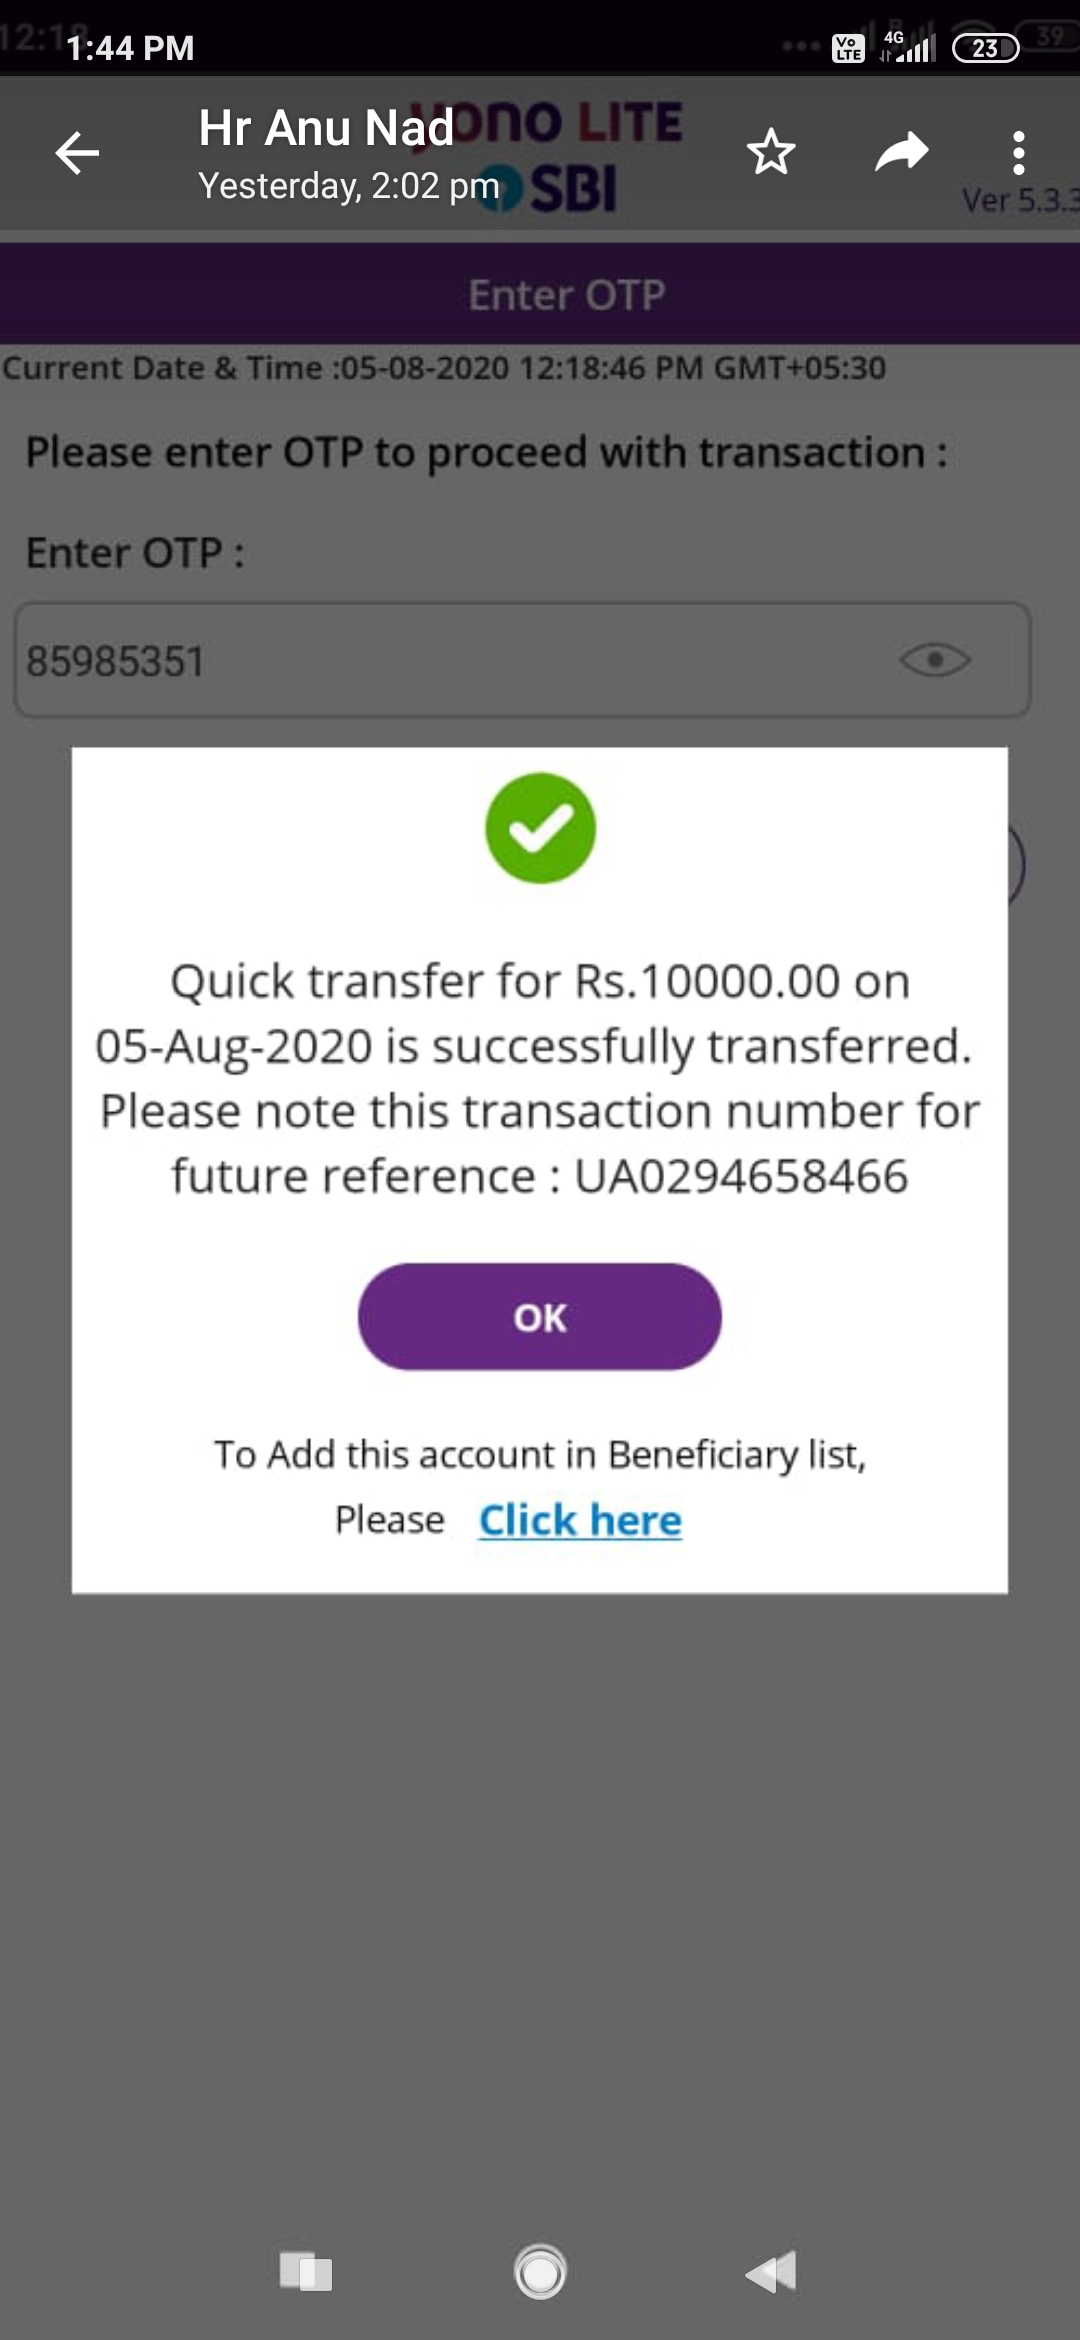 12:18
1:44 PM
Vo LTE
4G
23
39
Hr Anu Nad
yono LITE
Yesterday, 2:02 pm
SBI
Ver 5.3.3
Enter OTP
Current Date & Time :05-08-2020 12:18:46 PM GMT+05:30
Please enter OTP to proceed with transaction :
Enter OTP :
85985351
Quick transfer for Rs.10000.00 on
05-Aug-2020 is successfully transferred.
Please note this transaction number for
future reference : UA0294658466
OK
To Add this account in Beneficiary list,
Please Click here